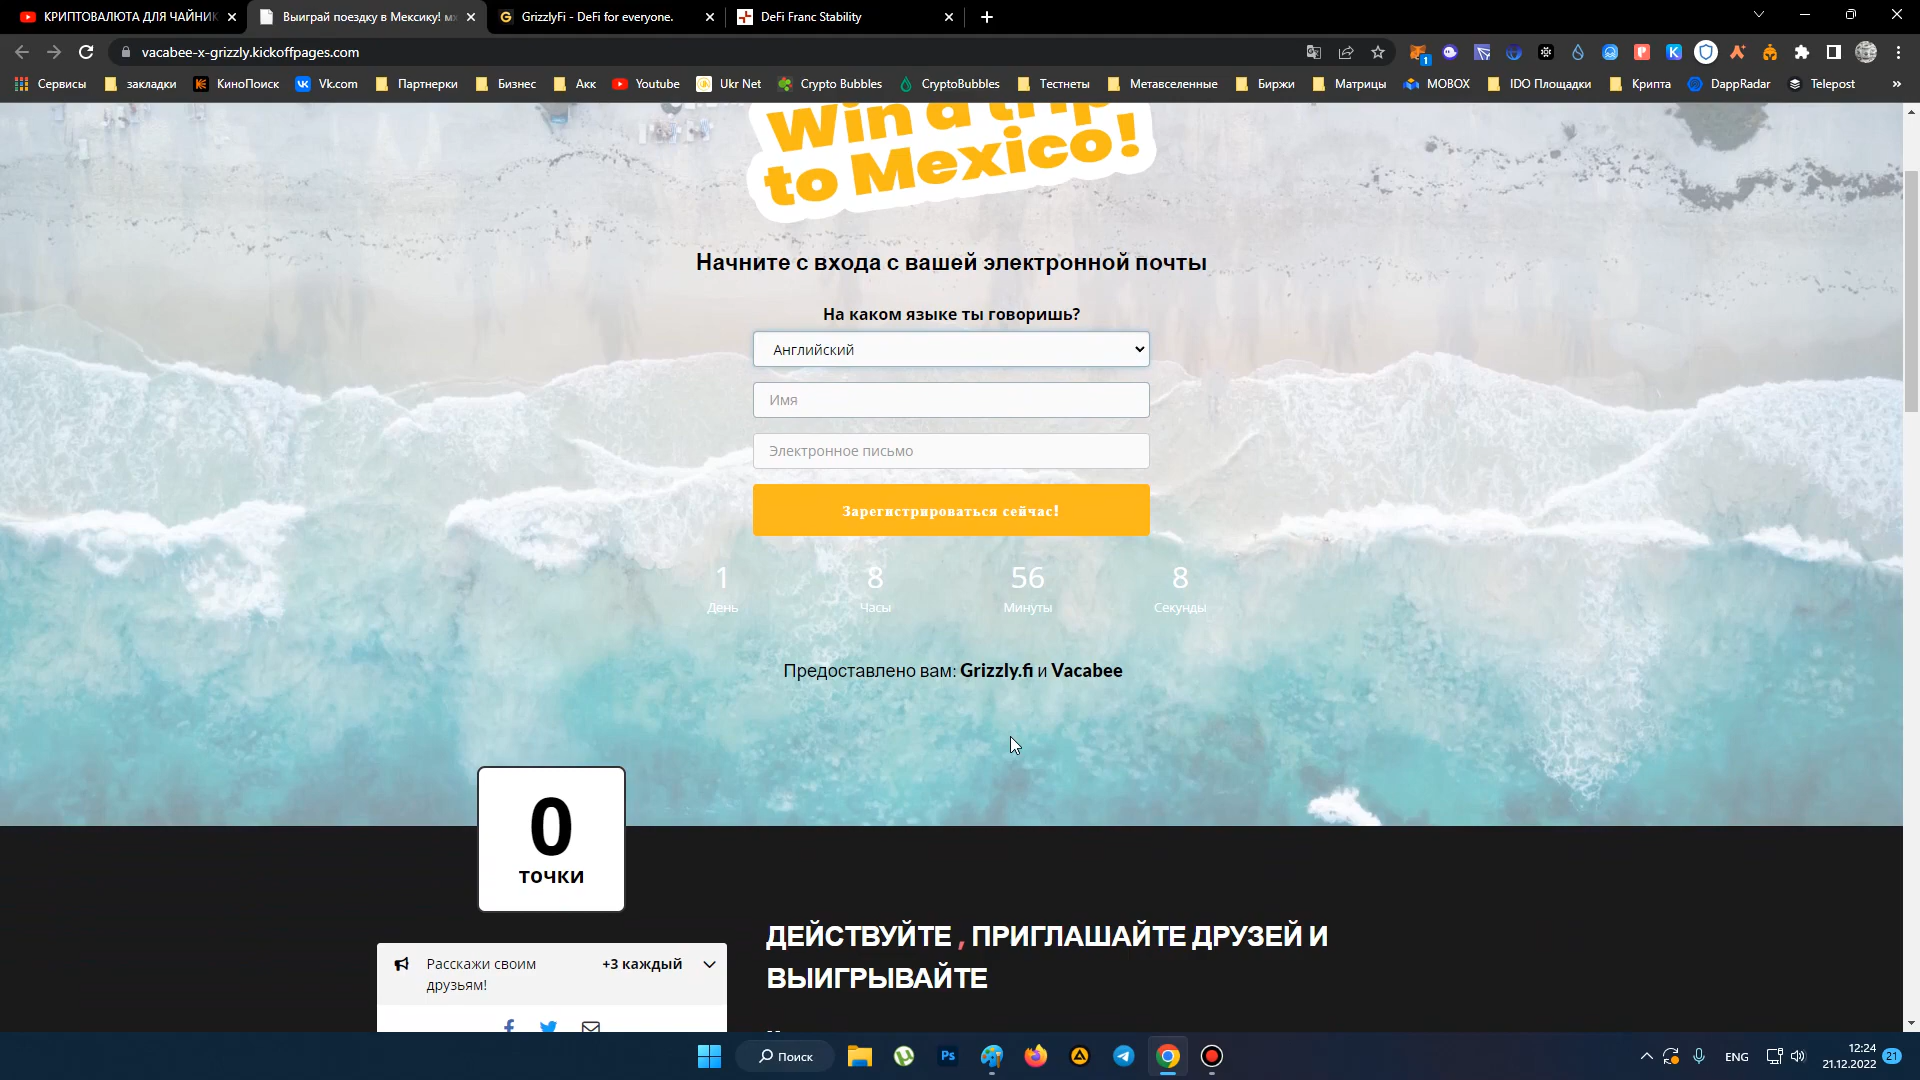 КРИПТОВАЛЮТА ДЛЯ ЧАЙНИК
Выиграй поездку в Мексику!
GrizzlyFi - DeFi for everyone.
DeFi Franc Stability
vacabee-x-grizzly.kickoffpages.com
1
Сервисы
закладки
КиноПоиск
Vk.com
Партнерки
Бизнес
Акк
Youtube
Ukr Net
Crypto Bubbles
CryptoBubbles
Тестнеты
Метавселенные
Биржи
Матрицы
MOBOX
IDO Площадки
Крипта
DappRadar
Telepost
»
Win a trip
to Mexico!
Начните с входа с вашей электронной почты
На каком языке ты говоришь?
Английский
Имя
Электронное письмо
Зарегистрироваться сейчас!
1 8 56 8
День Часы Минуты Секунды
Предоставлено вам: Grizzly.fi и Vacabee
0
точки
ДЕЙСТВУЙТЕ , ПРИГЛАШАЙТЕ ДРУЗЕЙ И
ВЫИГРЫВАЙТЕ
Расскажи своим
друзьям!
+3 каждый
Поиск
Ps
ENG
12:24
21.12.2022
21